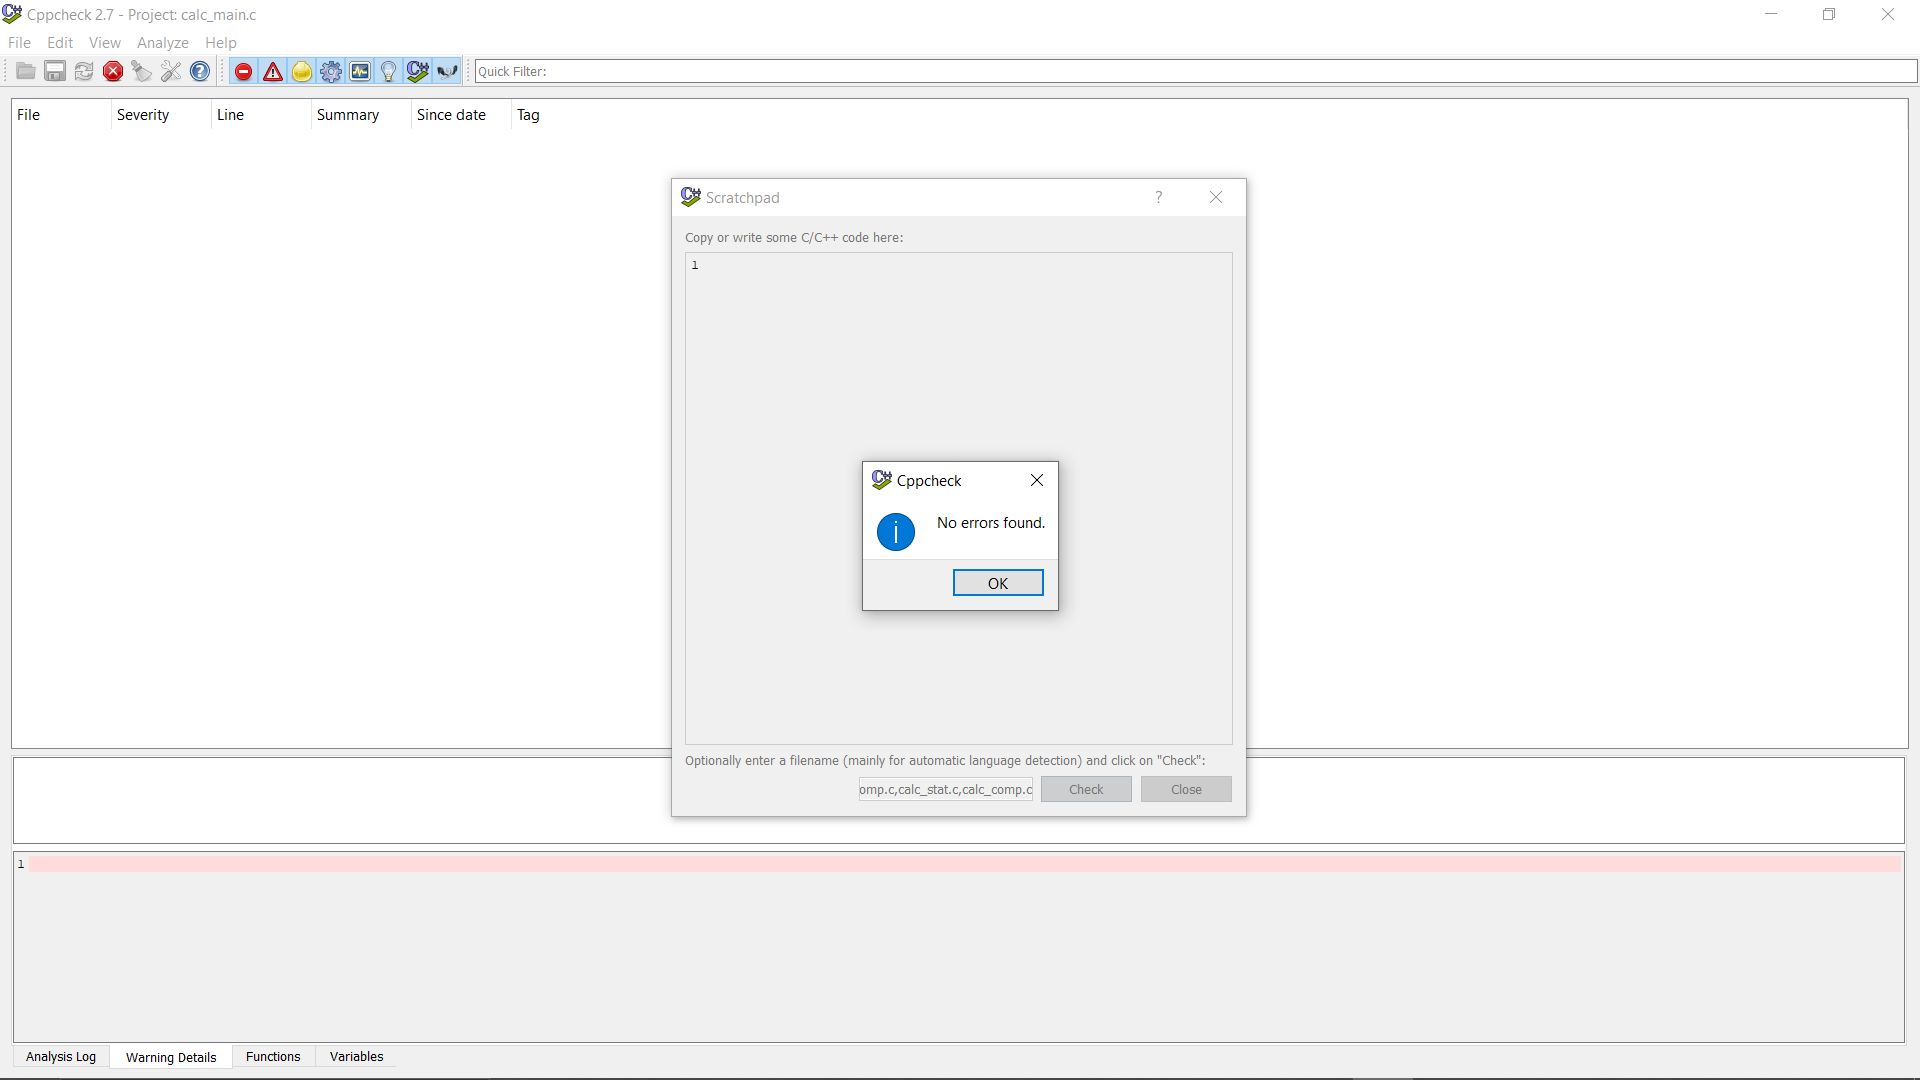 Cppcheck 2.7 - Project: calc_main.c
File Edit View Analyze Help
Quick Filter:
File Severity Line Summary Since date Tag
Scratchpad
Copy or write some C/C++ code here:
1
Cppcheck
No errors found.
OK
Optionally enter a filename (mainly for automatic language detection) and click on "Check":
omp.c,calc_stat.c,calc_comp.c Check Close
1
Analysis Log Warning Details Functions Variables